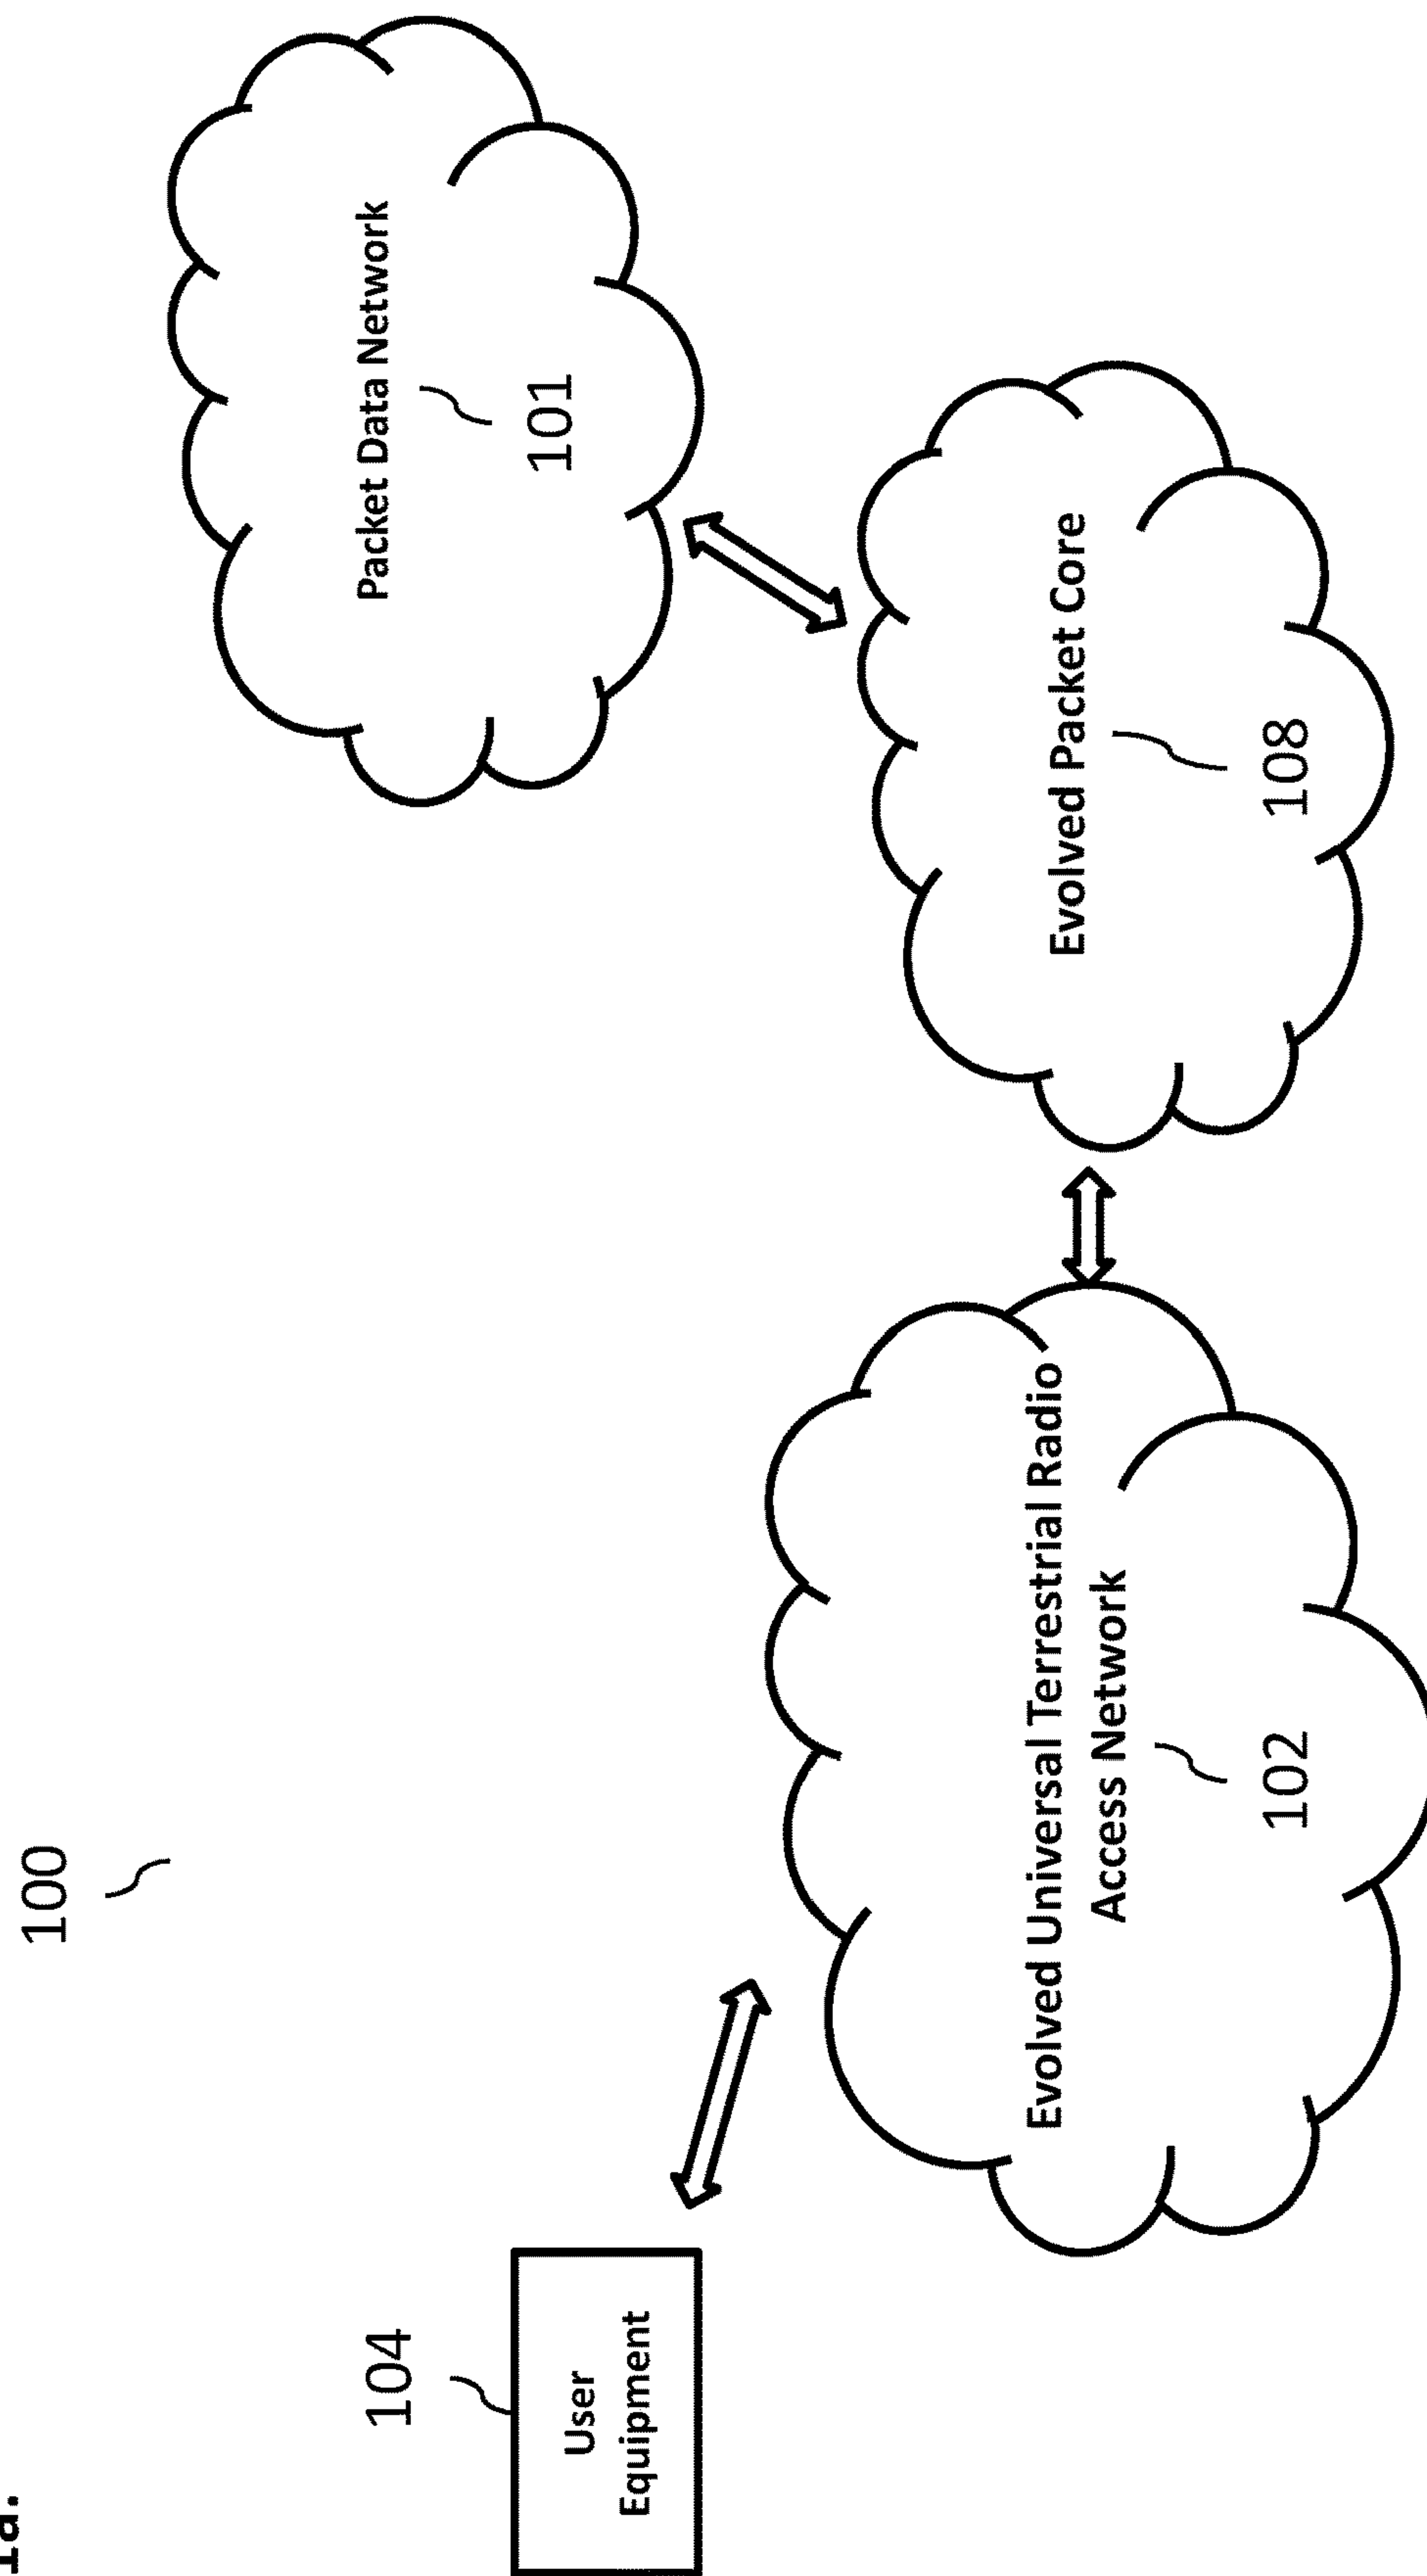 1a.
100
104
User
Equipment
Evolved Universal Terrestrial Radio
Access Network
102
Evolved Packet Core
108
Packet Data Network
101